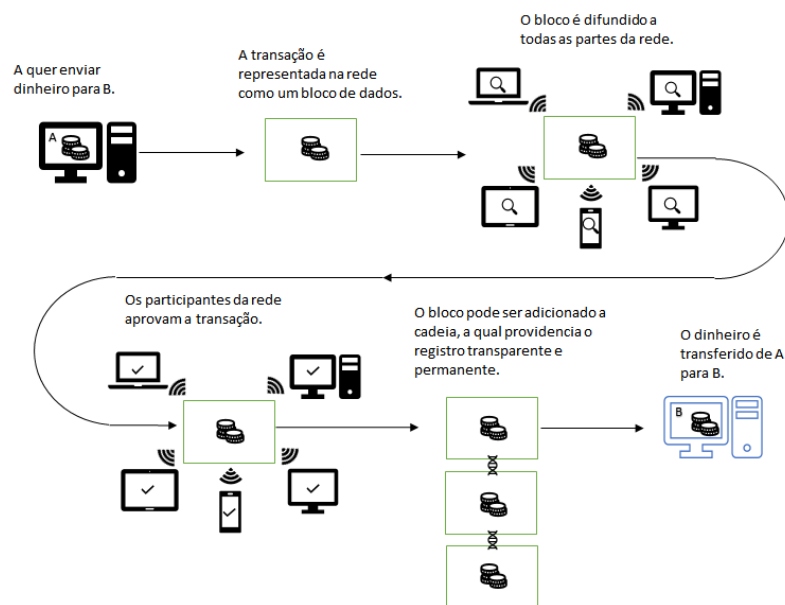 A quer enviar
dinheiro para B.
A
A transação é
representada na rede
como um bloco de dados.
O bloco é difundido a
todas as partes da rede.
Os participantes da rede
aprovam a transação.
O bloco pode ser adicionado a
cadeia, a qual providencia o
registro transparente e
permanente.
O dinheiro é
transferido de A
para B.
B